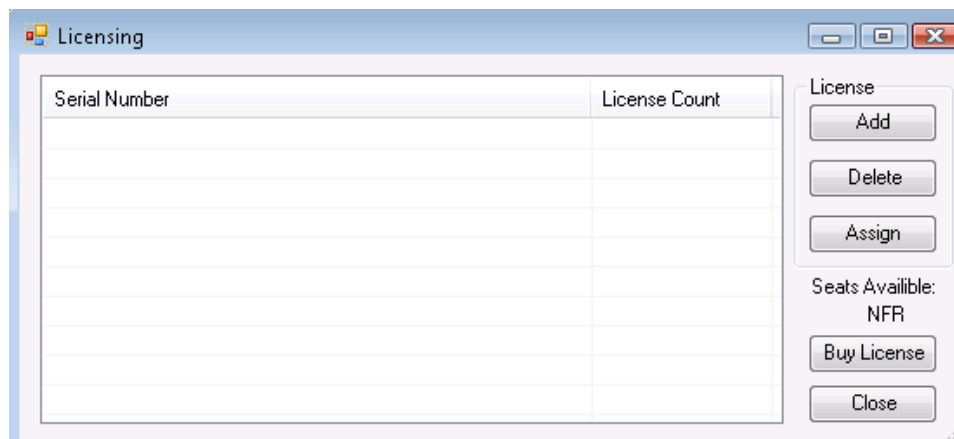 Licensing
Serial Number
License Count
License
Add
Delete
Assign
Seats Availible:
NFR
Buy License
Close